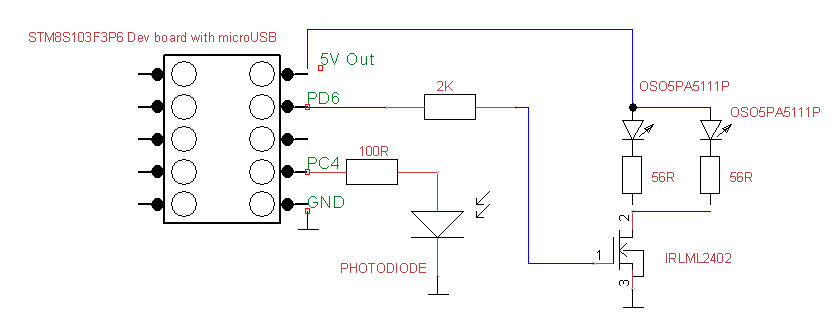 STM8S103F3P6 Dev board with microUSB
5V Out
PD6
2K
OSO5PA5111P
OSO5PA5111P
PC4
100R
56R
56R
GND
2
1
IRLML2402
PHOTODIODE
3